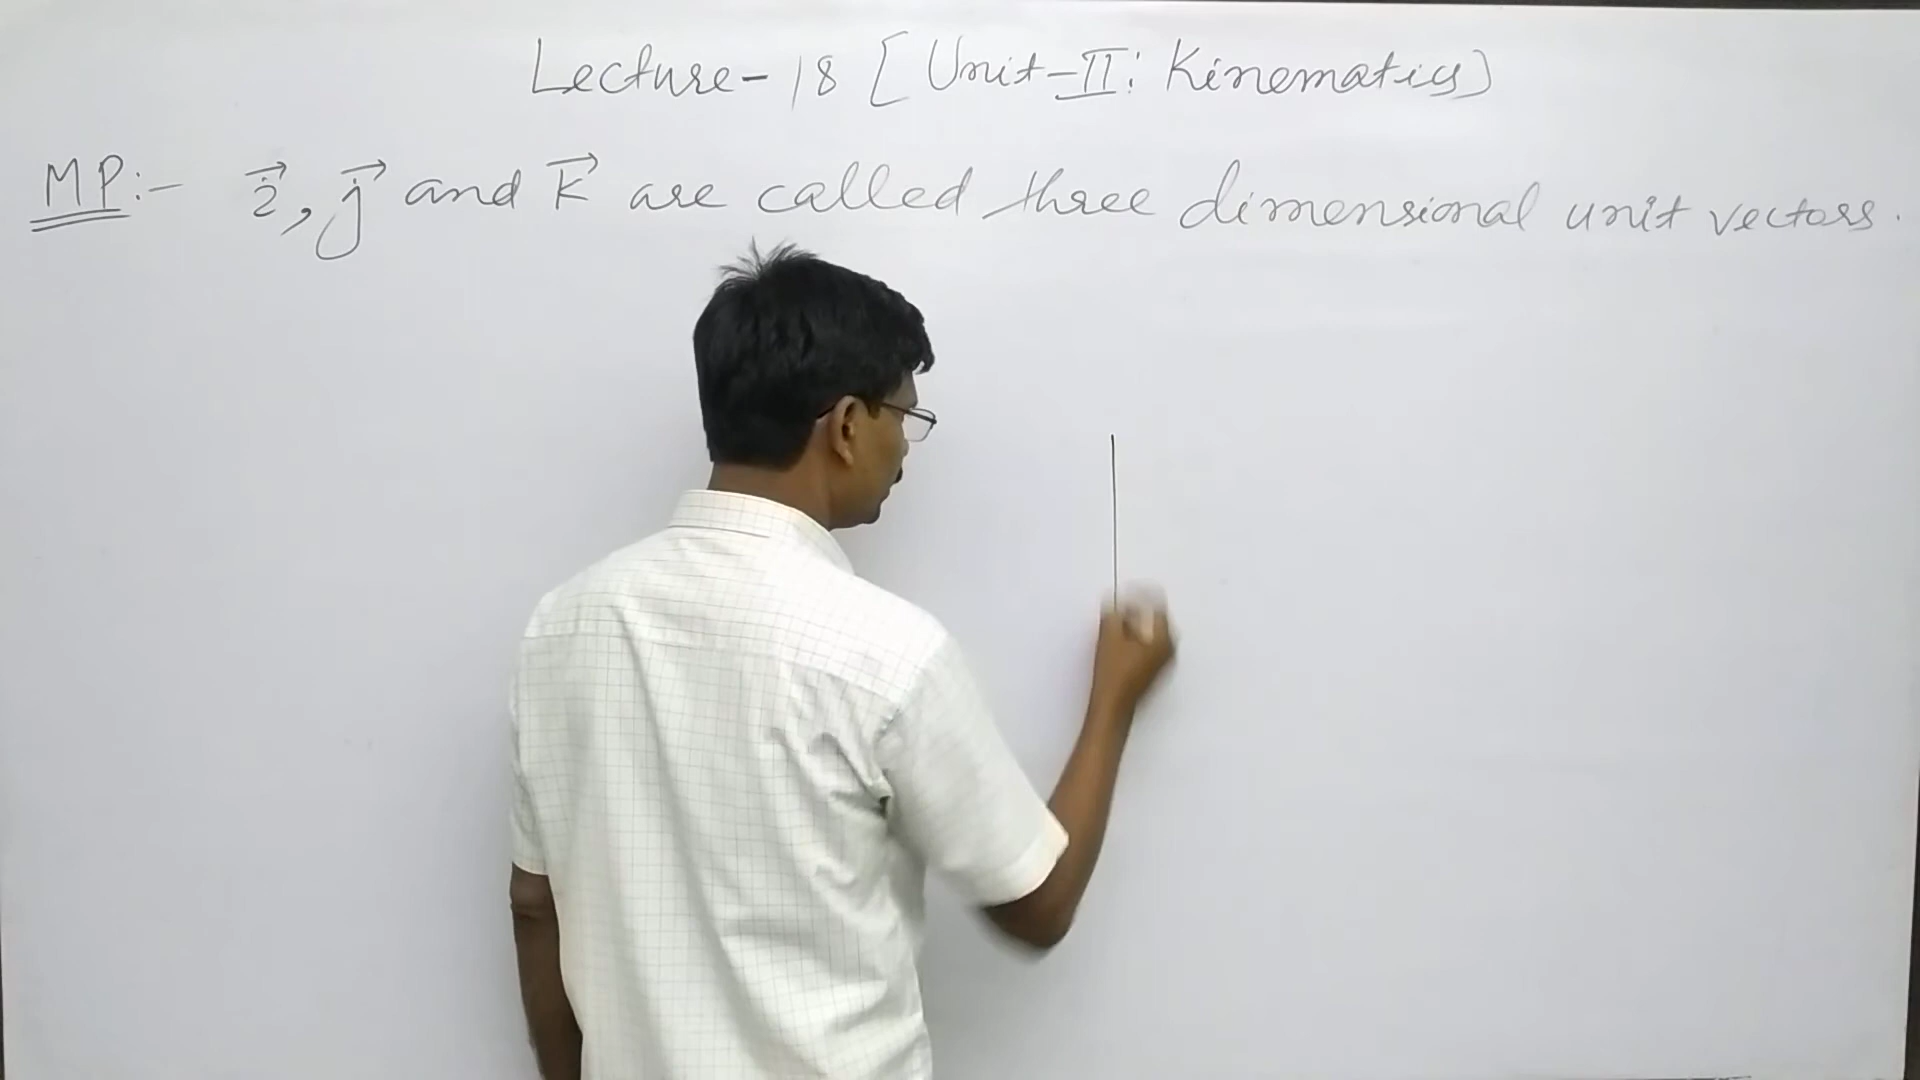 Lecture-18 [Unit-II: Kinematics]
MP:- i⃗, j⃗ and k⃗ are called three dimensional unit vectors.